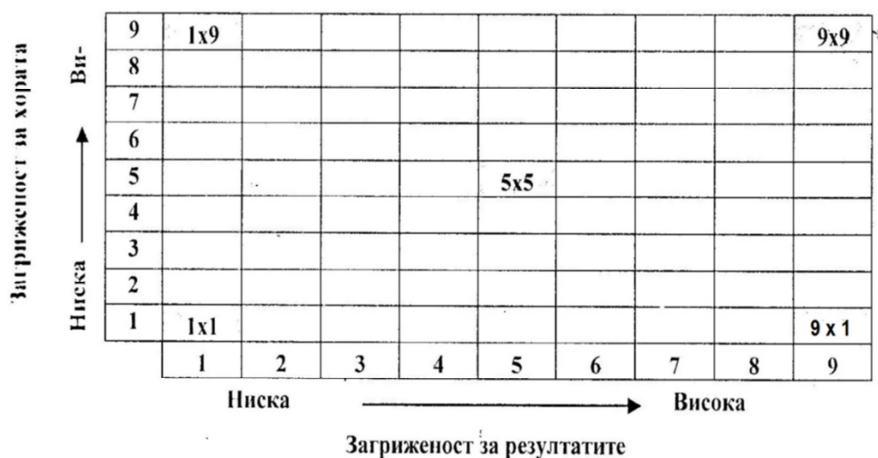 Загриженост за хората
Ниска
Ви-
9 1x9 9x9
8
7
6
5 5x5
4
3
2
1 1x1 9 x 1
1 2 3 4 5 6 7 8 9
Ниска Висока
Загриженост за резултатите